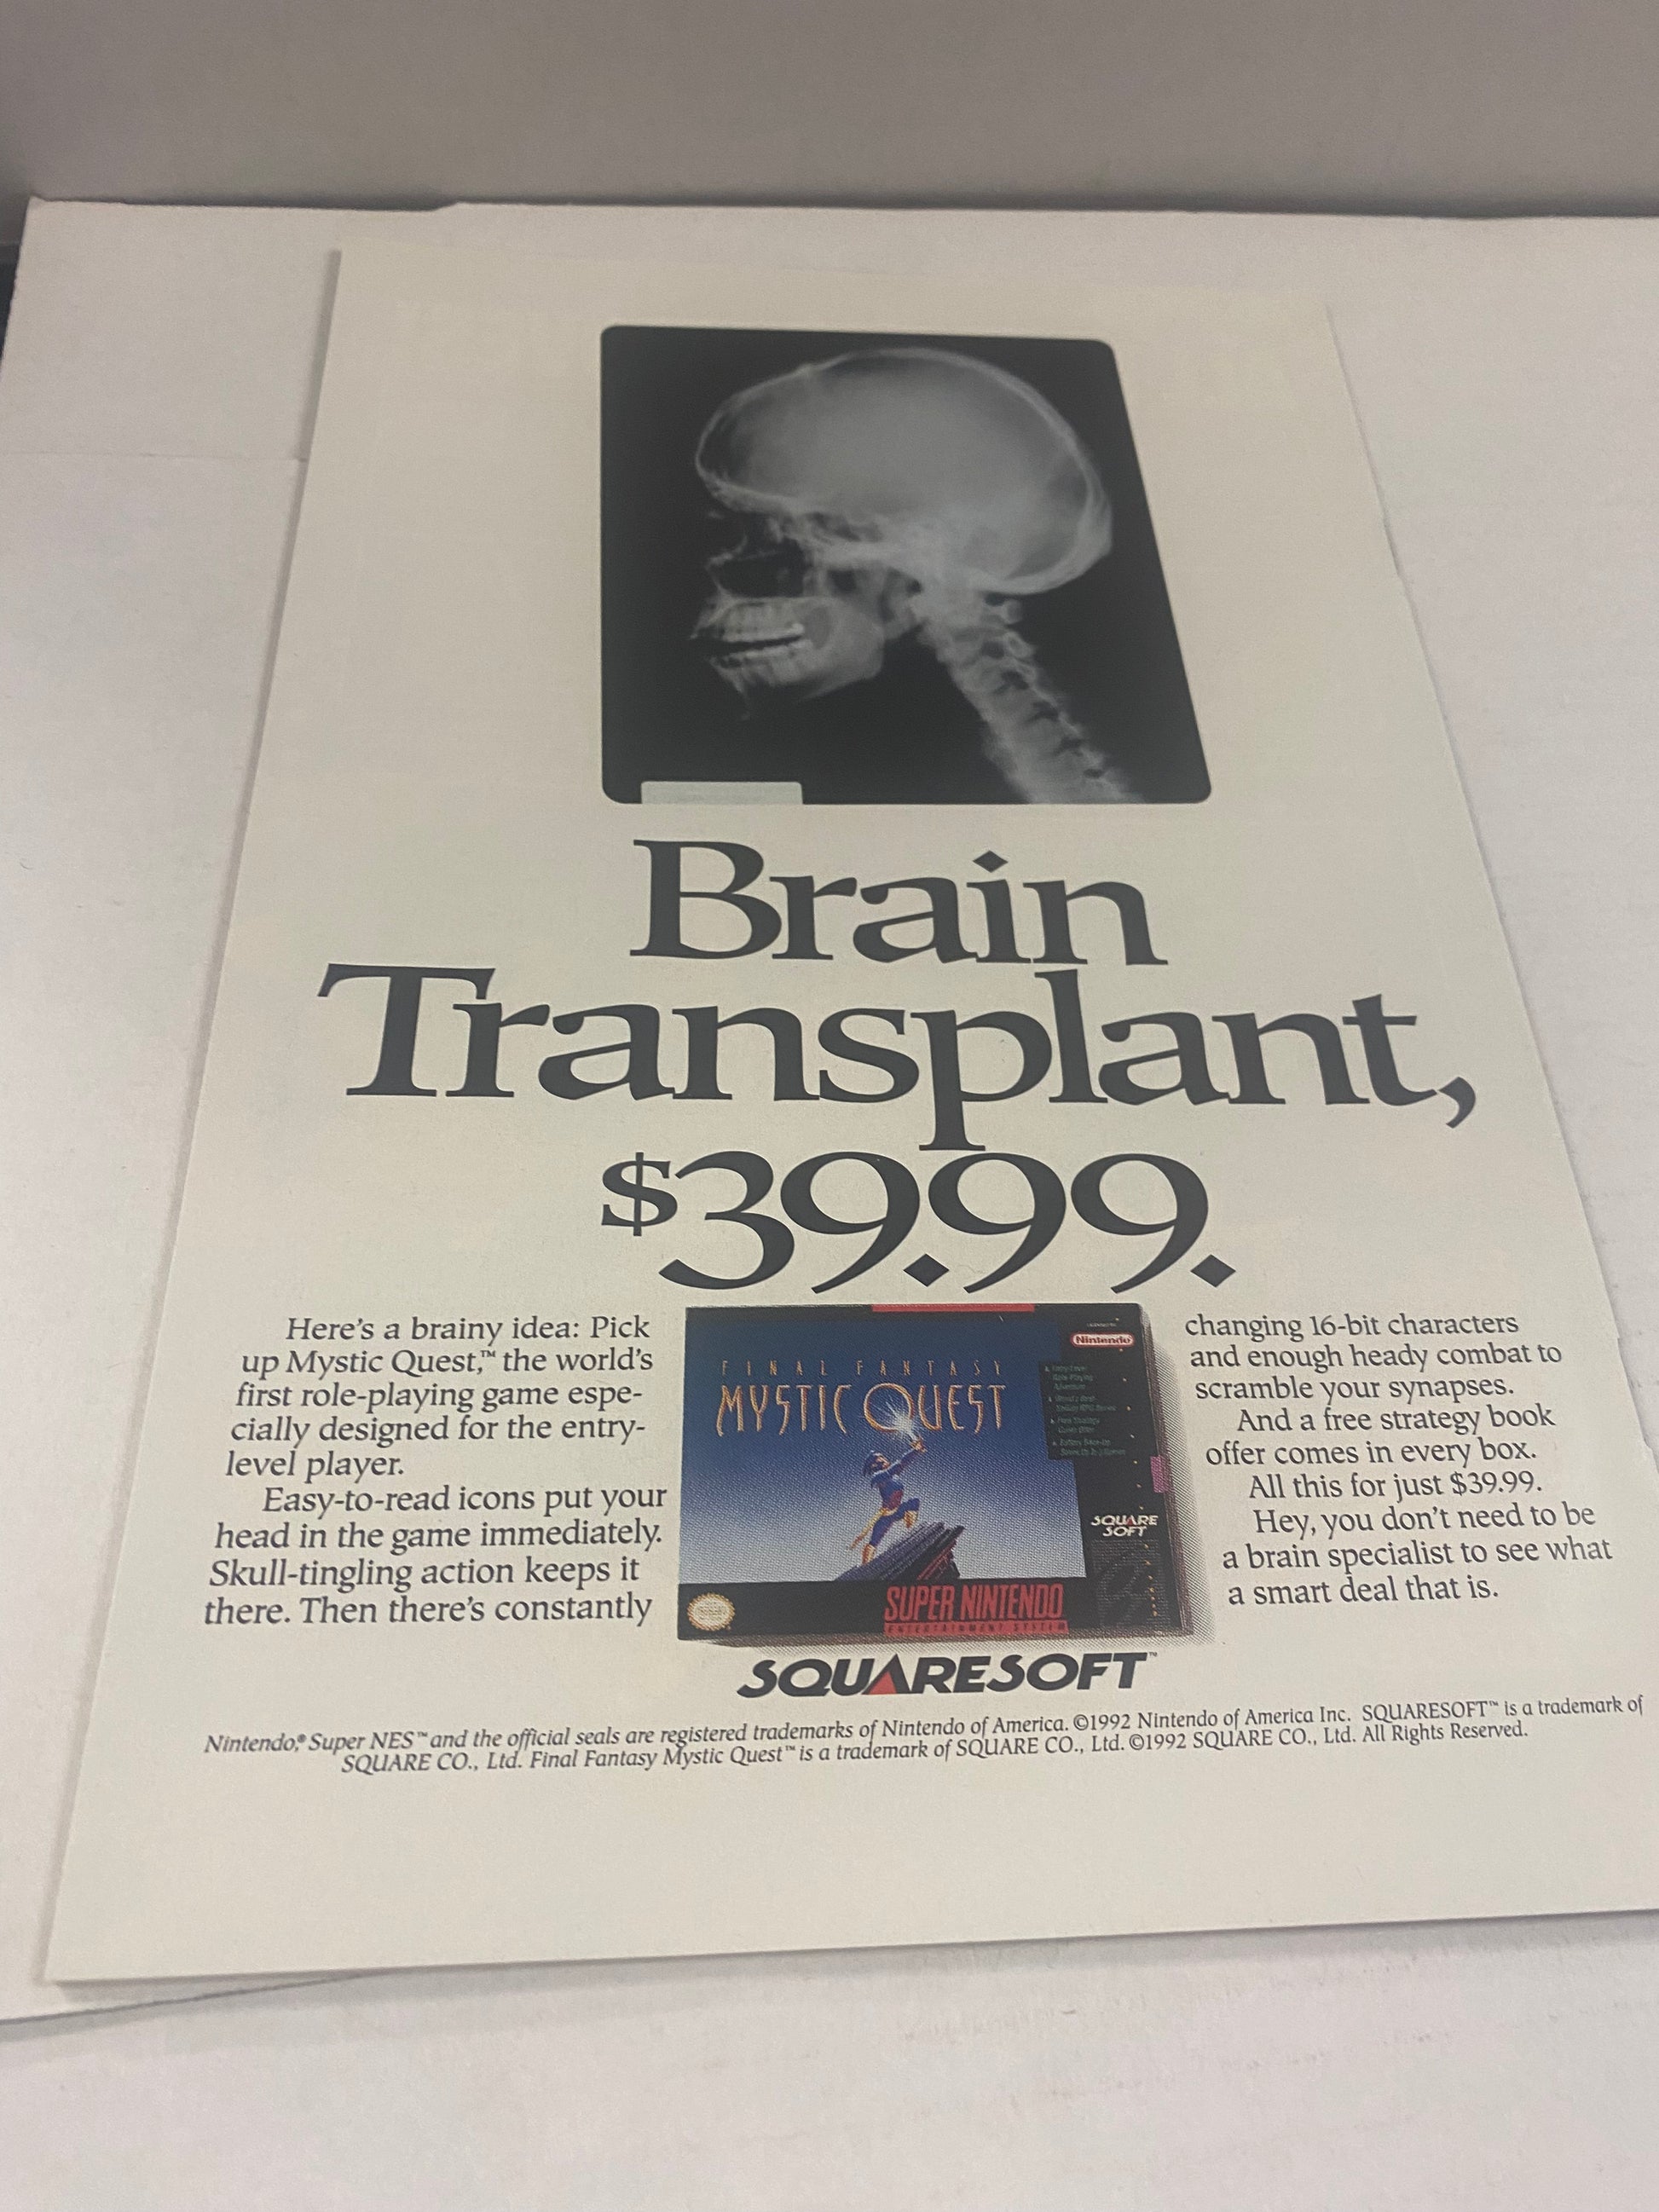 Brain
Transplant,
$39.99.
Here's a brainy idea: Pick
up Mystic Quest,™ the world's
first role-playing game espe-
cially designed for the entry-
level player.
Easy-to-read icons put your
head in the game immediately.
Skull-tingling action keeps it
there. Then there's constantly
Nintendo
FINAL FANTASY
MYSTIC QUEST
SQUARE
SOFT
SUPER NINTENDO
ENTERTAINMENT SYSTEM
changing 16-bit characters
and enough heady combat to
scramble your synapses.
And a free strategy book
offer comes in every box.
All this for just $39.99.
Hey, you don't need to be
a brain specialist to see what
a smart deal that is.
SQUARESOFT™
Nintendo,® Super NES™ and the official seals are registered trademarks of Nintendo of America. ©1992 Nintendo of America Inc. SQUARESOFT™ is a trademark of
SQUARE CO., Ltd. Final Fantasy Mystic Quest™ is a trademark of SQUARE CO., Ltd. ©1992 SQUARE CO., Ltd. All Rights Reserved.